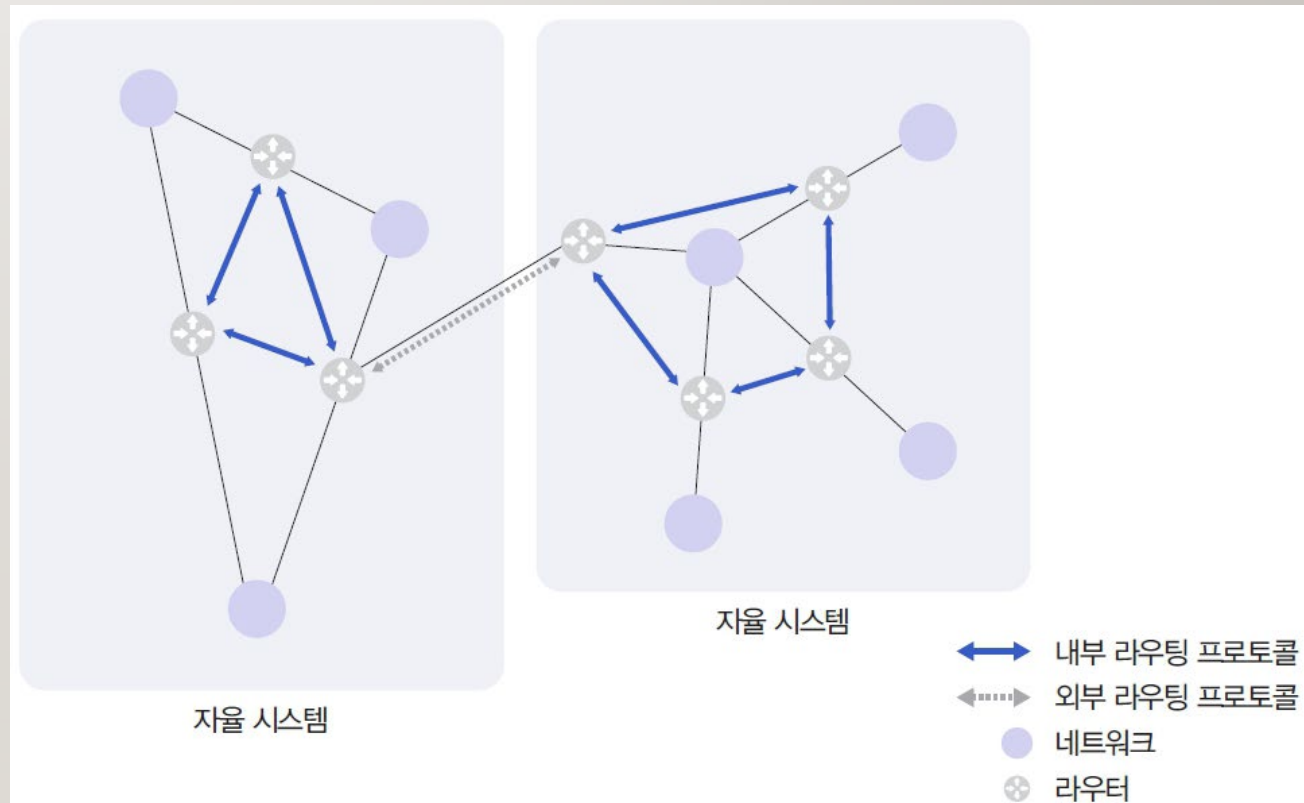 자율 시스템
자율 시스템
내부 라우팅 프로토콜
외부 라우팅 프로토콜
네트워크
라우터